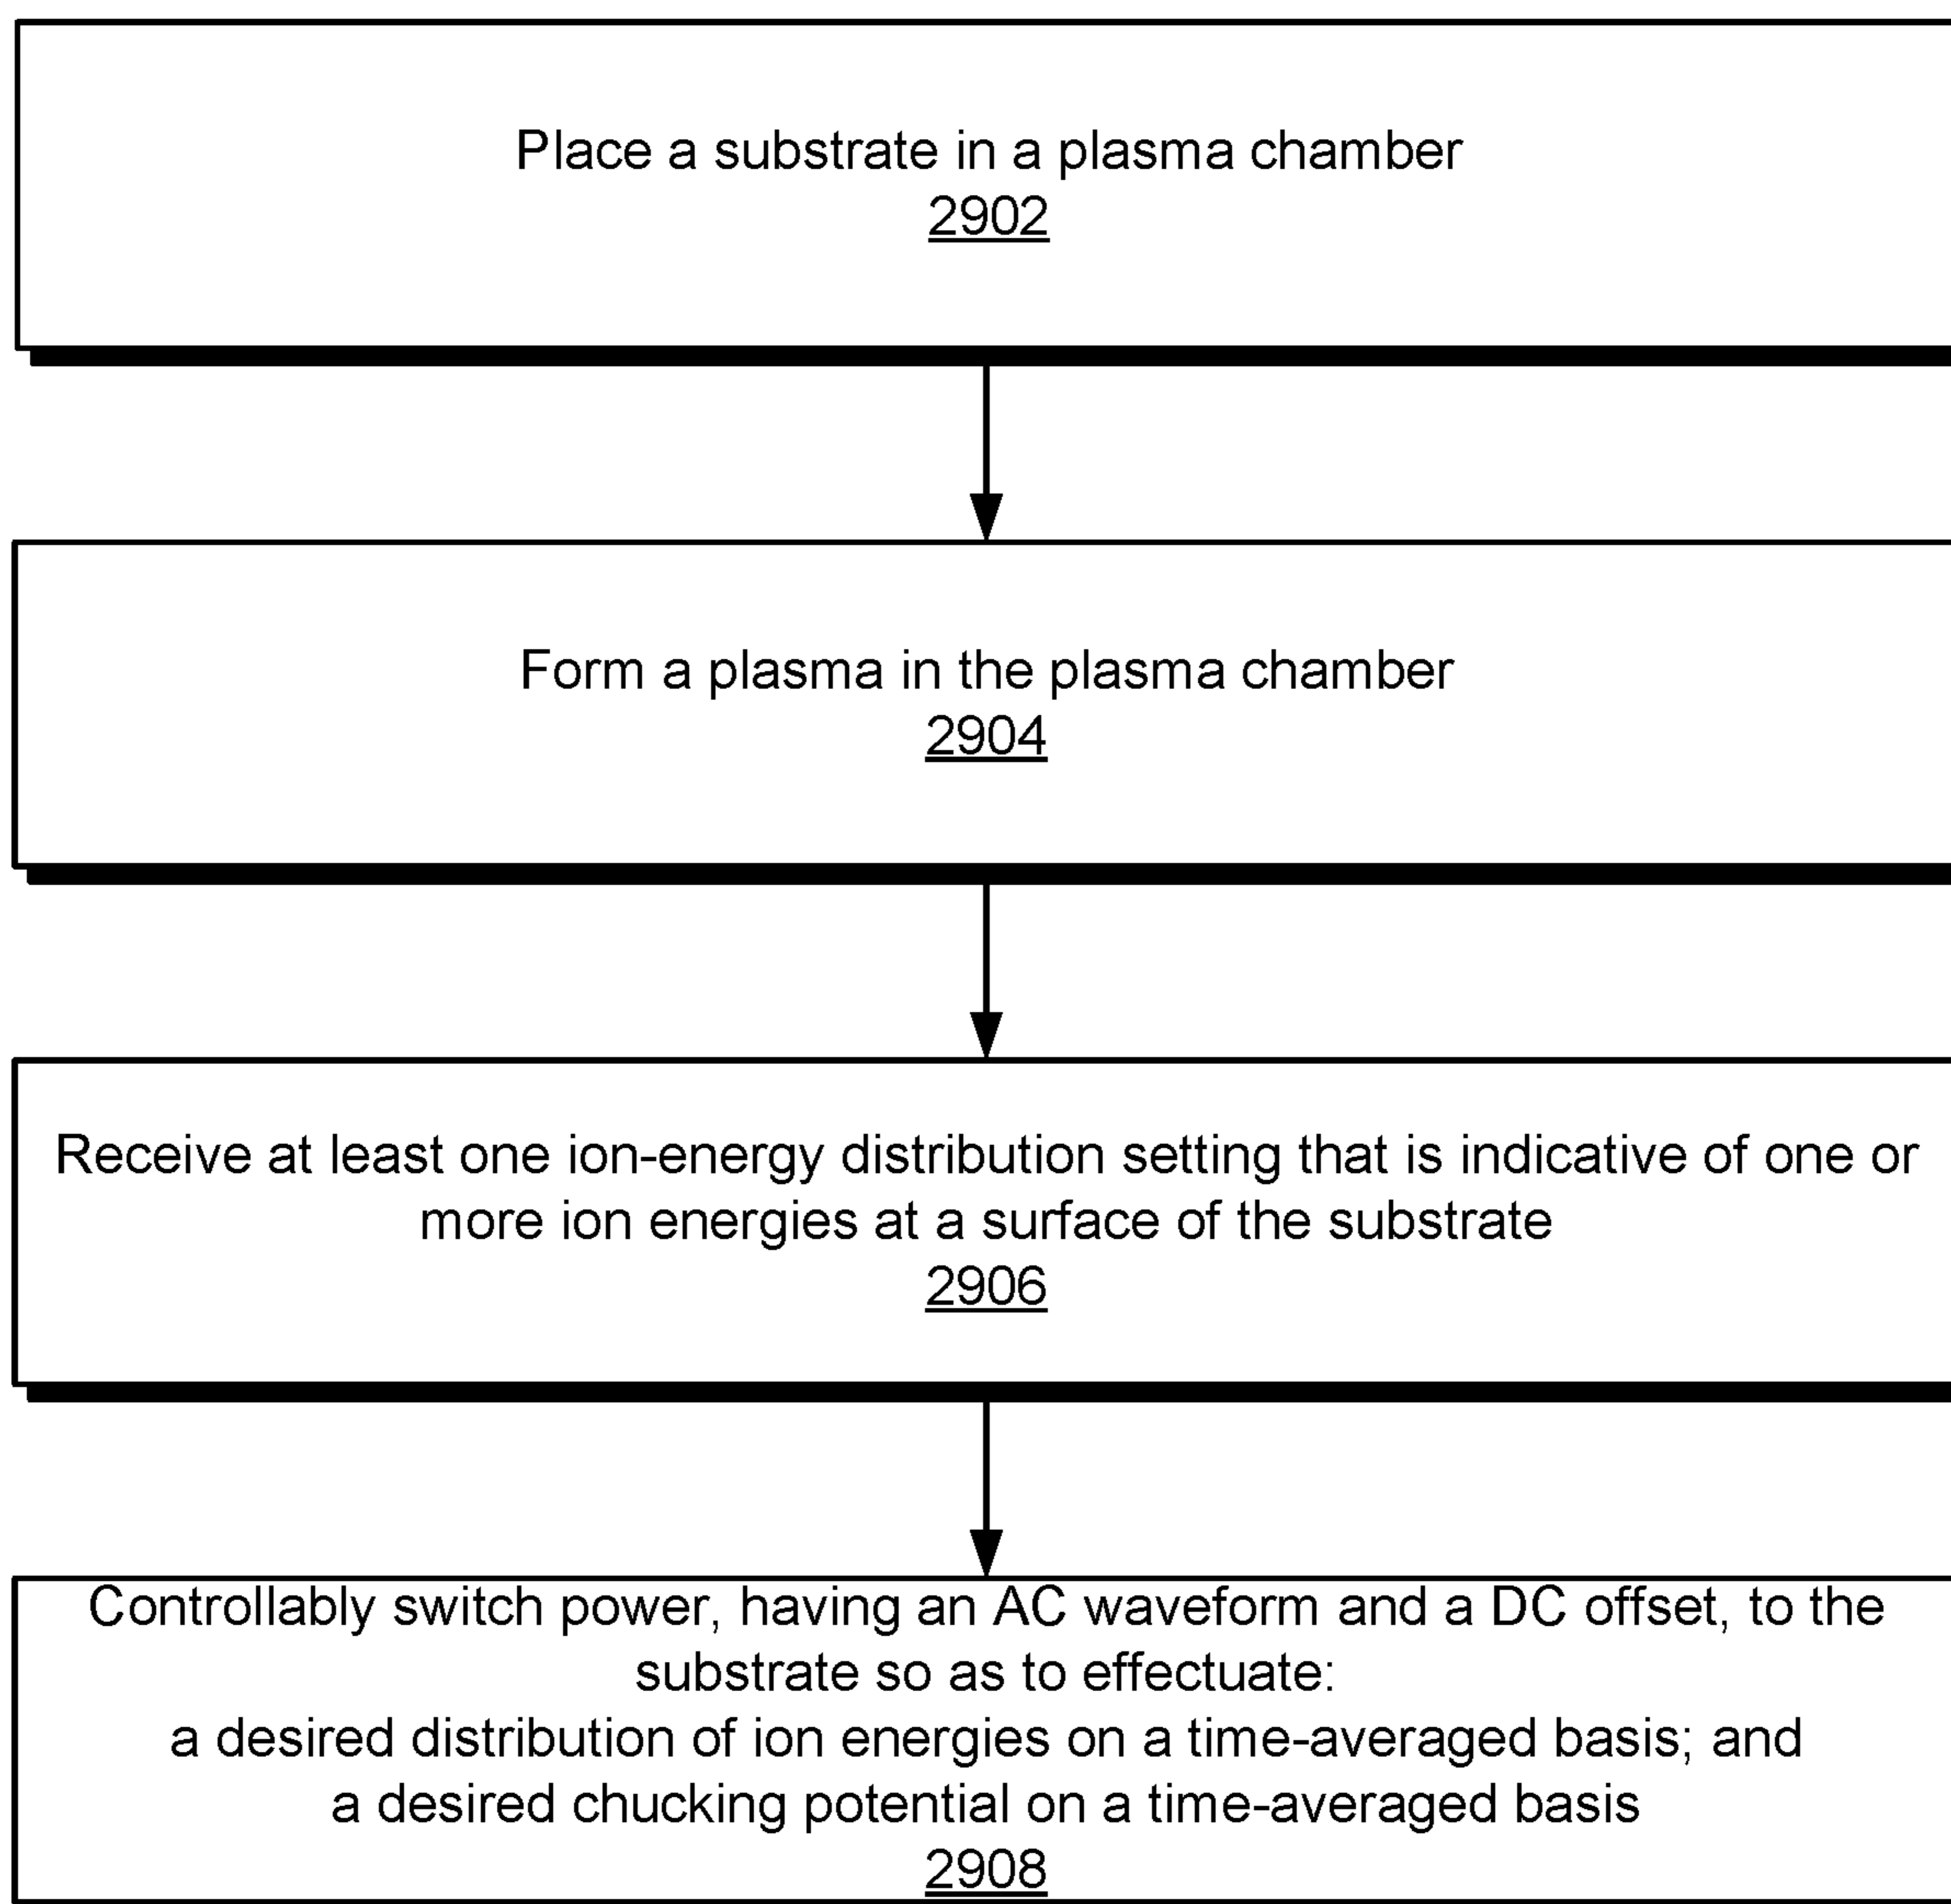 Place a substrate in a plasma chamber
2902
Form a plasma in the plasma chamber
2904
Receive at least one ion-energy distribution setting that is indicative of one or
more ion energies at a surface of the substrate
2906
Controllably switch power, having an AC waveform and a DC offset, to the
substrate so as to effectuate:
a desired distribution of ion energies on a time-averaged basis; and
a desired chucking potential on a time-averaged basis
2908